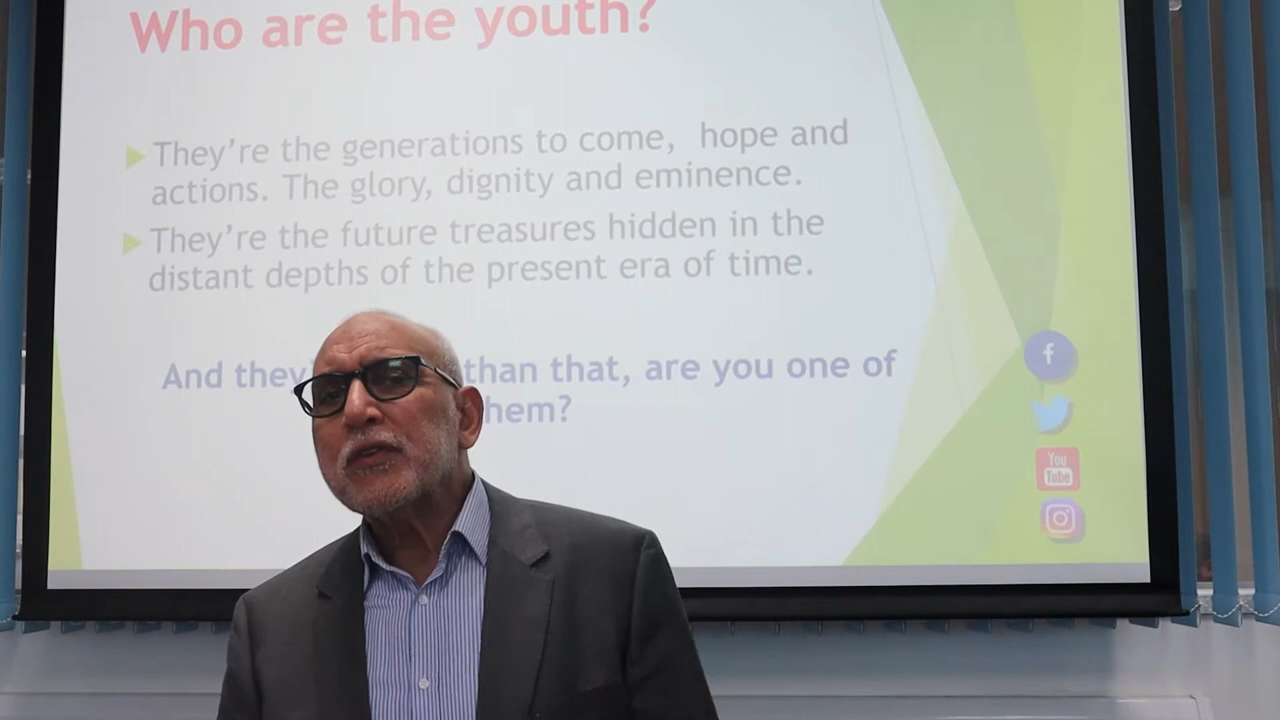 Who are the youth?
They're the generations to come, hope and
actions. The glory, dignity and eminence.
They're the future treasures hidden in the
distant depths of the present era of time.
And they' than that, are you one of
hem?
f
You
Tube